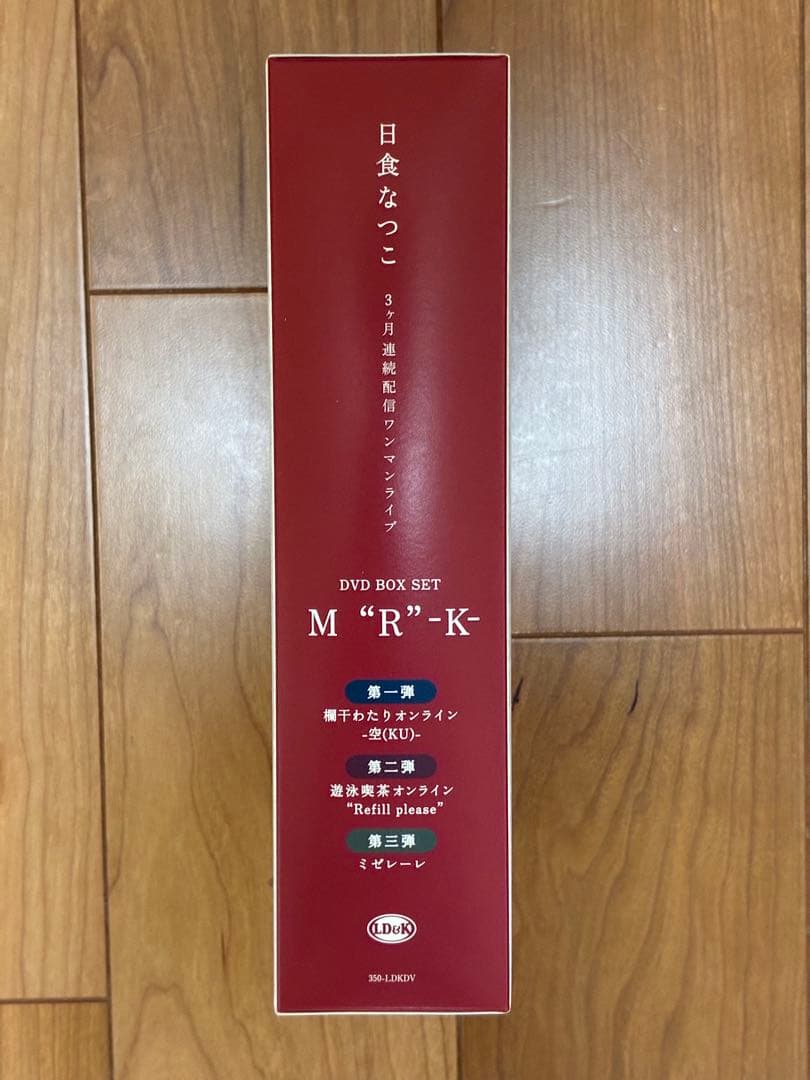 日食なつこ
3ヶ月連続配信ワンマンライブ
DVD BOX SET
M “R”-K-
第一弾
欄干わたりオンライン
-空(KU)-
第二弾
遊泳喫茶オンライン
“Refill please”
第三弾
ミゼレーレ
LD&K
350-LDKDV